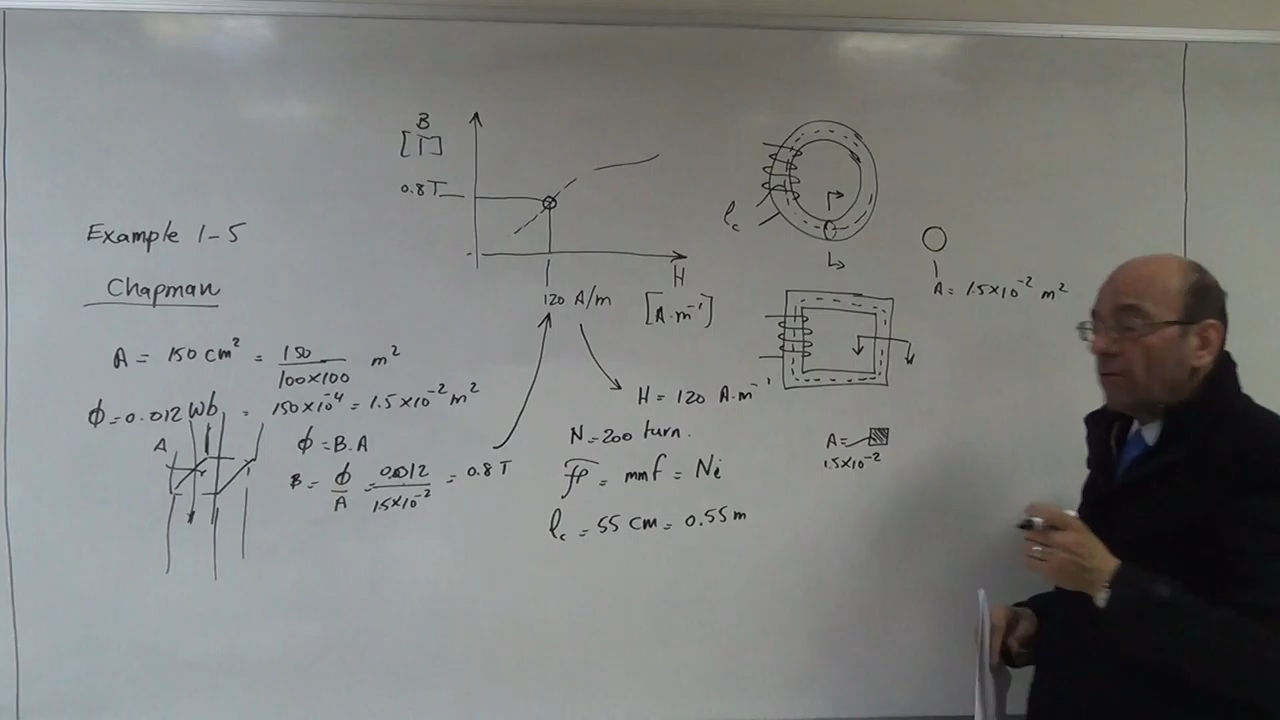 Example 1-5
Chapman
A = 150 cm² = 150/100×100 m²
ϕ = 0.012 Wb = 150×10⁻⁴ = 1.5×10⁻² m²
A
ϕ = B.A
B = ϕ/A = 0.012/1.5×10⁻² = 0.8 T
B
[T]
0.8 T
H
120 A/m
[A.m⁻¹]
H = 120 A.m⁻¹
N = 200 turn.
= mmf = Ni
lc = 55 cm = 0.55 m
lc
A = 1.5×10⁻² m²
A =
1.5×10⁻²